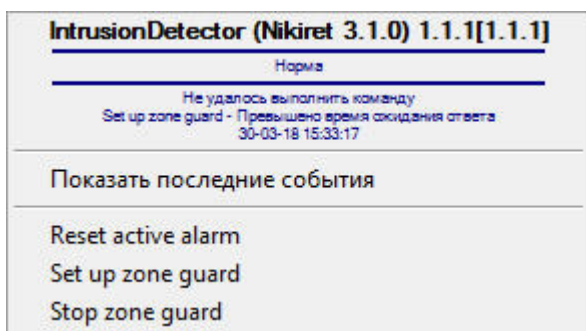 IntrusionDetector (Nikiret 3.1.0) 1.1.1[1.1.1]
Норма
Не удалось выполнить команду
Set up zone guard - Превышено время ожидания ответа
30-03-18 15:33:17
Показать последние события
Reset active alarm
Set up zone guard
Stop zone guard